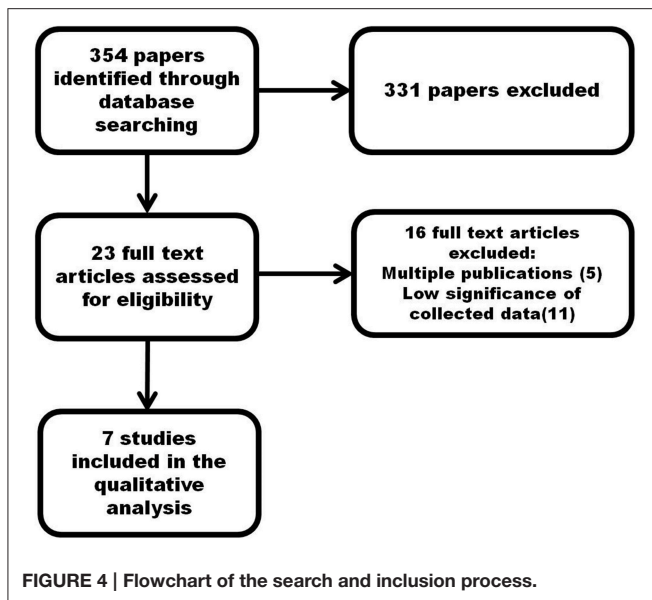 354 papers
identified through
database
searching
331 papers excluded
23 full text
articles assessed
for eligibility
16 full text articles
excluded:
Multiple publications (5)
Low significance of
collected data(11)
7 studies
included in the
qualitative
analysis
FIGURE 4 | Flowchart of the search and inclusion process.